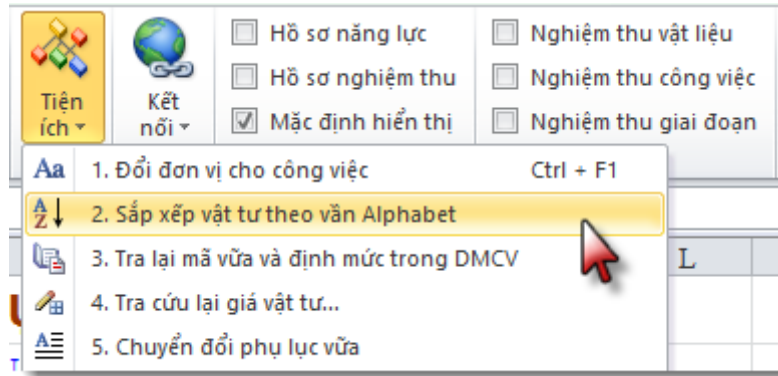 Tiện
ích
Kết
nối
Hồ sơ năng lực
Hồ sơ nghiệm thu
Mặc định hiển thị
Nghiệm thu vật liệu
Nghiệm thu công việc
Nghiệm thu giai đoạn
Aa 1. Đổi đơn vị cho công việc Ctrl + F1
A Z 2. Sắp xếp vật tư theo vần Alphabet
3. Tra lại mã vữa và định mức trong DMCV
4. Tra cứu lại giá vật tư...
A 5. Chuyển đổi phụ lục vữa
L